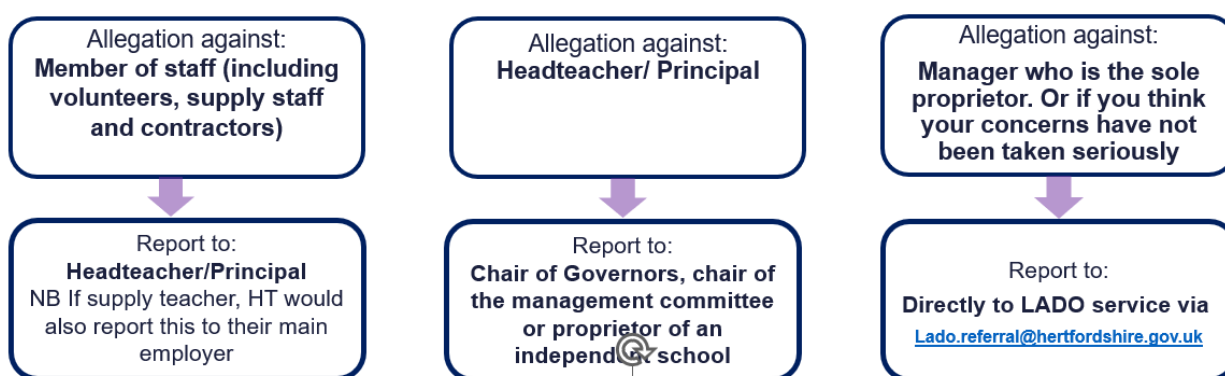 Allegation against:
Member of staff (including
volunteers, supply staff
and contractors)
Report to:
Headteacher/Principal
NB If supply teacher, HT would
also report this to their main
employer
Allegation against:
Headteacher/ Principal
Report to:
Chair of Governors, chair of
the management committee
or proprietor of an
independent school
Allegation against:
Manager who is the sole
proprietor. Or if you think
your concerns have not
been taken seriously
Report to:
Directly to LADO service via
Lado.referral@hertfordshire.gov.uk